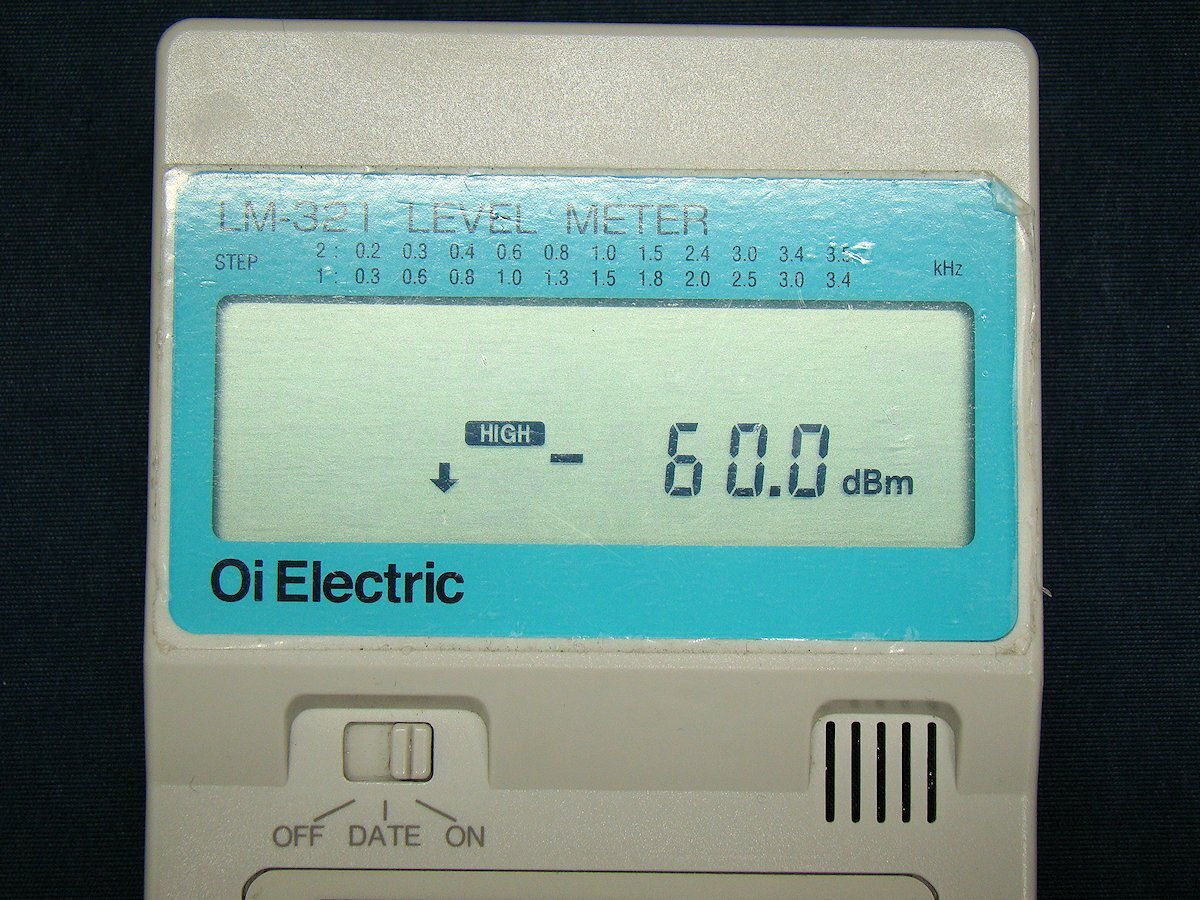 LM-321 LEVEL METER
STEP 2 : 0.2 0.3 0.4 0.6 0.8 1.0 1.5 2.4 3.0 3.4 3.5 kHz
1 : 0.3 0.6 0.8 1.0 1.3 1.5 1.8 2.0 2.5 3.0 3.4
HIGH
- 60.0 dBm
Oi Electric
OFF DATE ON